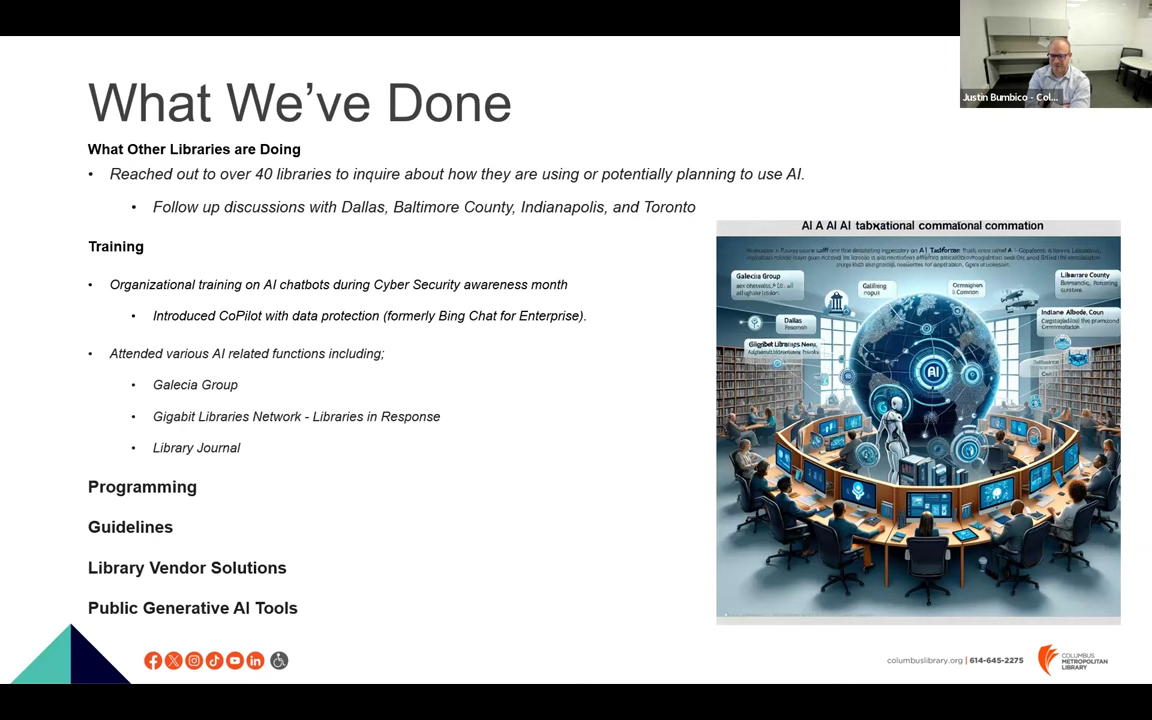 Justin Bumbico - Col...
What We've Done
What Other Libraries are Doing
• Reached out to over 40 libraries to inquire about how they are using or potentially planning to use AI.
• Follow up discussions with Dallas, Baltimore County, Indianapolis, and Toronto
Training
• Organizational training on AI chatbots during Cyber Security awareness month
• Introduced CoPilot with data protection (formerly Bing Chat for Enterprise).
• Attended various AI related functions including;
• Galecia Group
• Gigabit Libraries Network - Libraries in Response
• Library Journal
Programming
Guidelines
Library Vendor Solutions
Public Generative AI Tools
AI A AI AI tabxational commational commation
Galecia Group
Dallas
AI
columbuslibrary.org | 614-645-2275
COLUMBUS
METROPOLITAN
LIBRARY